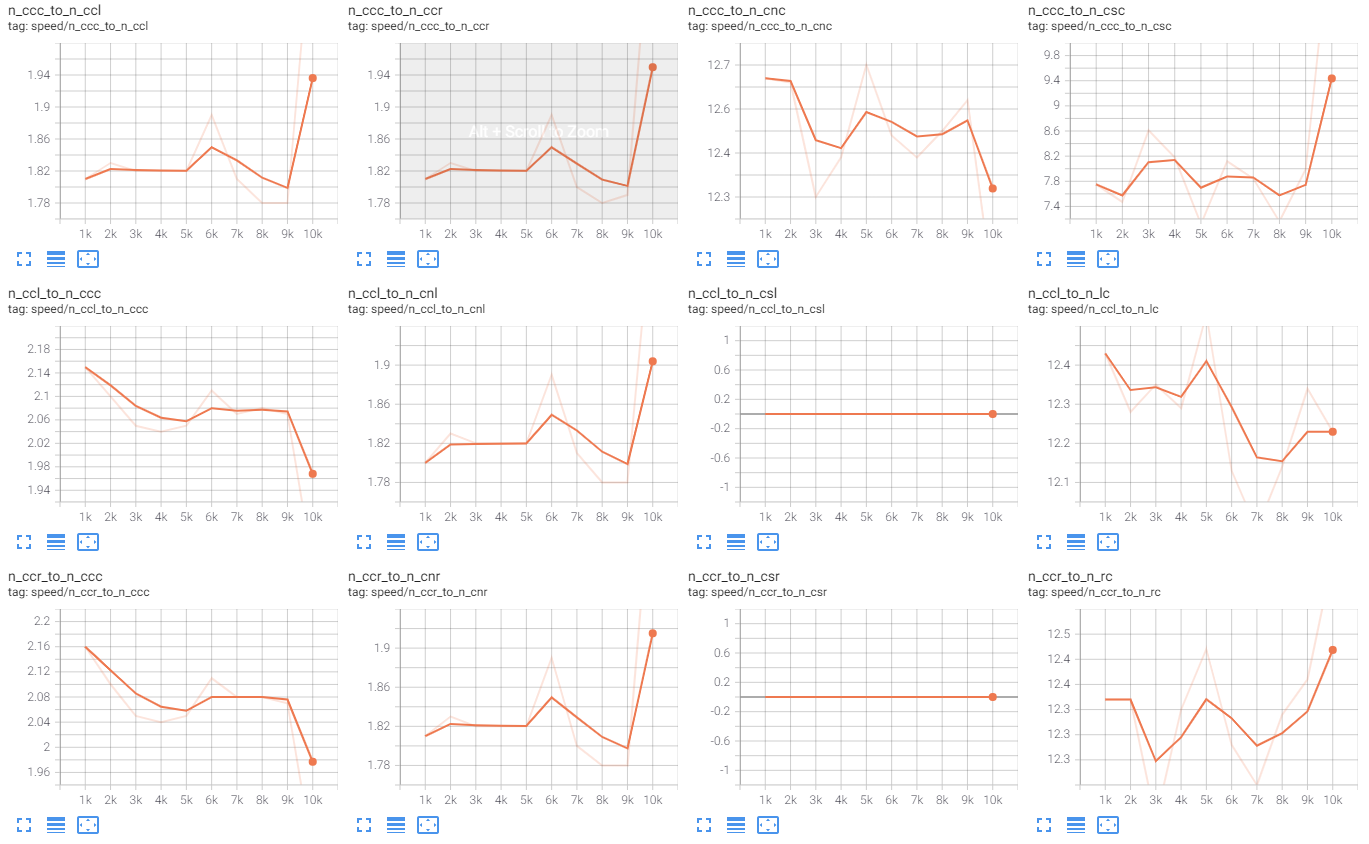 n_ccc_to_n_ccl
tag: speed/n_ccc_to_n_ccl
1.94
1.9
1.86
1.82
1.78
1k 2k 3k 4k 5k 6k 7k 8k 9k 10k
n_ccc_to_n_ccr
tag: speed/n_ccc_to_n_ccr
1.94
1.9
1.86
1.82
1.78
Alt + Scroll to Zoom
1k 2k 3k 4k 5k 6k 7k 8k 9k 10k
n_ccc_to_n_cnc
tag: speed/n_ccc_to_n_cnc
12.7
12.6
12.4
12.3
1k 2k 3k 4k 5k 6k 7k 8k 9k 10k
n_ccc_to_n_csc
tag: speed/n_ccc_to_n_csc
9.8
9.4
9
8.6
8.2
7.8
7.4
1k 2k 3k 4k 5k 6k 7k 8k 9k 10k
n_ccl_to_n_ccc
tag: speed/n_ccl_to_n_ccc
2.18
2.14
2.1
2.06
2.02
1.98
1.94
1k 2k 3k 4k 5k 6k 7k 8k 9k 10k
n_ccl_to_n_cnl
tag: speed/n_ccl_to_n_cnl
1.9
1.86
1.82
1.78
1k 2k 3k 4k 5k 6k 7k 8k 9k 10k
n_ccl_to_n_csl
tag: speed/n_ccl_to_n_csl
1
0.6
0.2
-0.2
-0.6
-1
1k 2k 3k 4k 5k 6k 7k 8k 9k 10k
n_ccl_to_n_lc
tag: speed/n_ccl_to_n_lc
12.4
12.3
12.2
12.1
1k 2k 3k 4k 5k 6k 7k 8k 9k 10k
n_ccr_to_n_ccc
tag: speed/n_ccr_to_n_ccc
2.2
2.16
2.12
2.08
2.04
2
1.96
1k 2k 3k 4k 5k 6k 7k 8k 9k 10k
n_ccr_to_n_cnr
tag: speed/n_ccr_to_n_cnr
1.9
1.86
1.82
1.78
1k 2k 3k 4k 5k 6k 7k 8k 9k 10k
n_ccr_to_n_csr
tag: speed/n_ccr_to_n_csr
1
0.6
0.2
-0.2
-0.6
-1
1k 2k 3k 4k 5k 6k 7k 8k 9k 10k
n_ccr_to_n_rc
tag: speed/n_ccr_to_n_rc
12.5
12.4
12.4
12.3
12.3
1k 2k 3k 4k 5k 6k 7k 8k 9k 10k